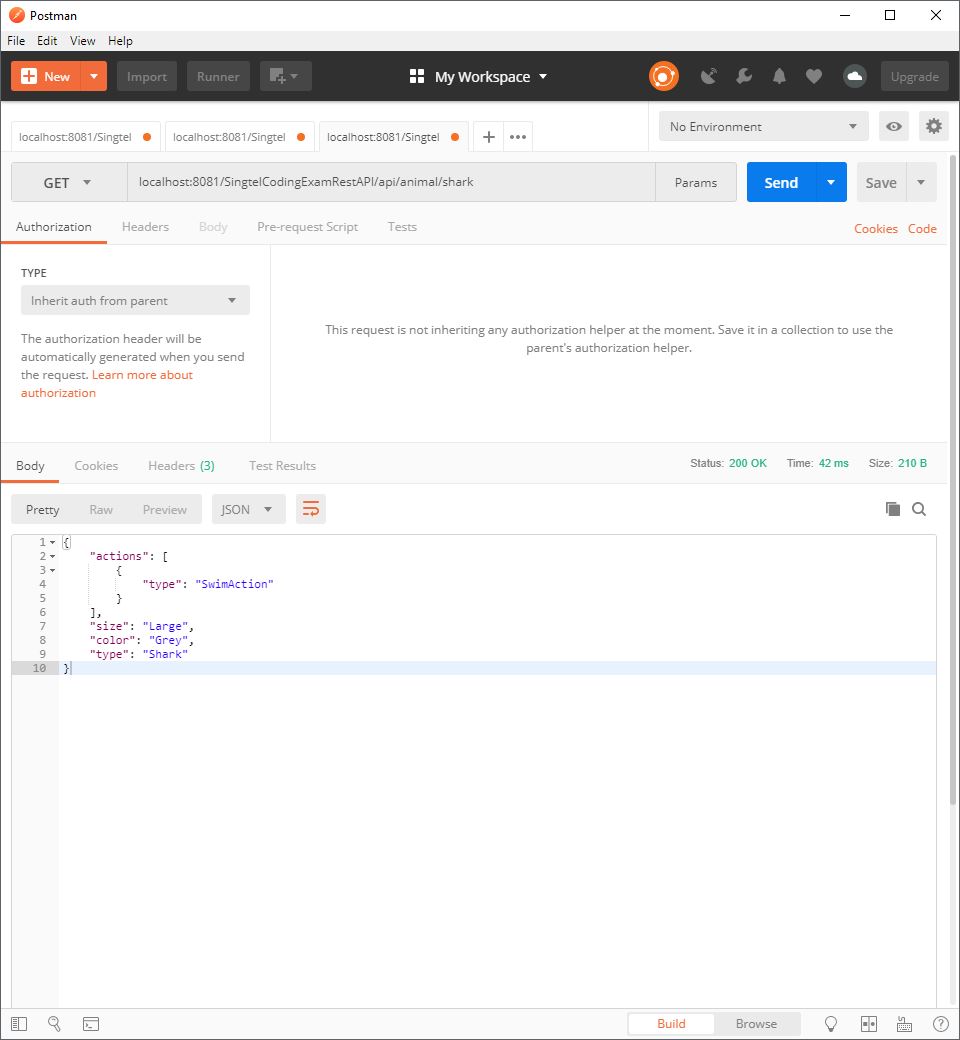 Postman
File Edit View Help
New Import Runner My Workspace Upgrade
localhost:8081/Singtel localhost:8081/Singtel localhost:8081/Singtel + ••• No Environment
GET localhost:8081/SingtelCodingExamRestAPI/api/animal/shark Params Send Save
Authorization Headers Body Pre-request Script Tests Cookies Code
TYPE
Inherit auth from parent
The authorization header will be
automatically generated when you send
the request. Learn more about
authorization
This request is not inheriting any authorization helper at the moment. Save it in a collection to use the
parent's authorization helper.
Body Cookies Headers (3) Test Results Status: 200 OK Time: 42 ms Size: 210 B
Pretty Raw Preview JSON
1 {
2 "actions": [
3 {
4 "type": "SwimAction"
5 }
6 ],
7 "size": "Large",
8 "color": "Grey",
9 "type": "Shark"
10 }
Build Browse